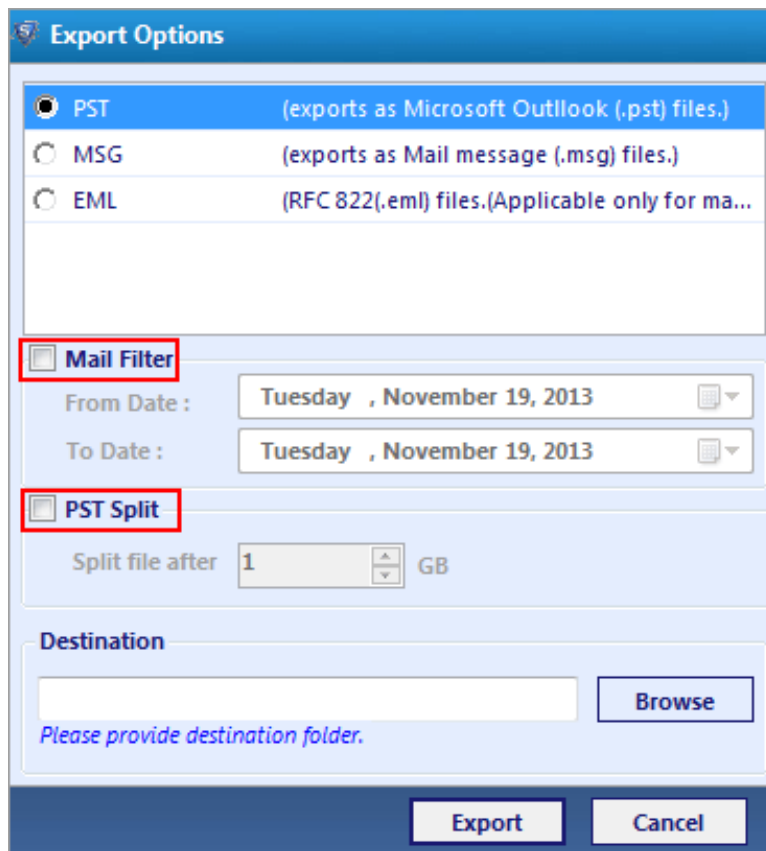 Export Options
PST (exports as Microsoft Outllook (.pst) files.)
MSG (exports as Mail message (.msg) files.)
EML (RFC 822(.eml) files.(Applicable only for ma...
Mail Filter
From Date : Tuesday , November 19, 2013
To Date : Tuesday , November 19, 2013
PST Split
Split file after 1 GB
Destination
Browse
Please provide destination folder.
Export Cancel